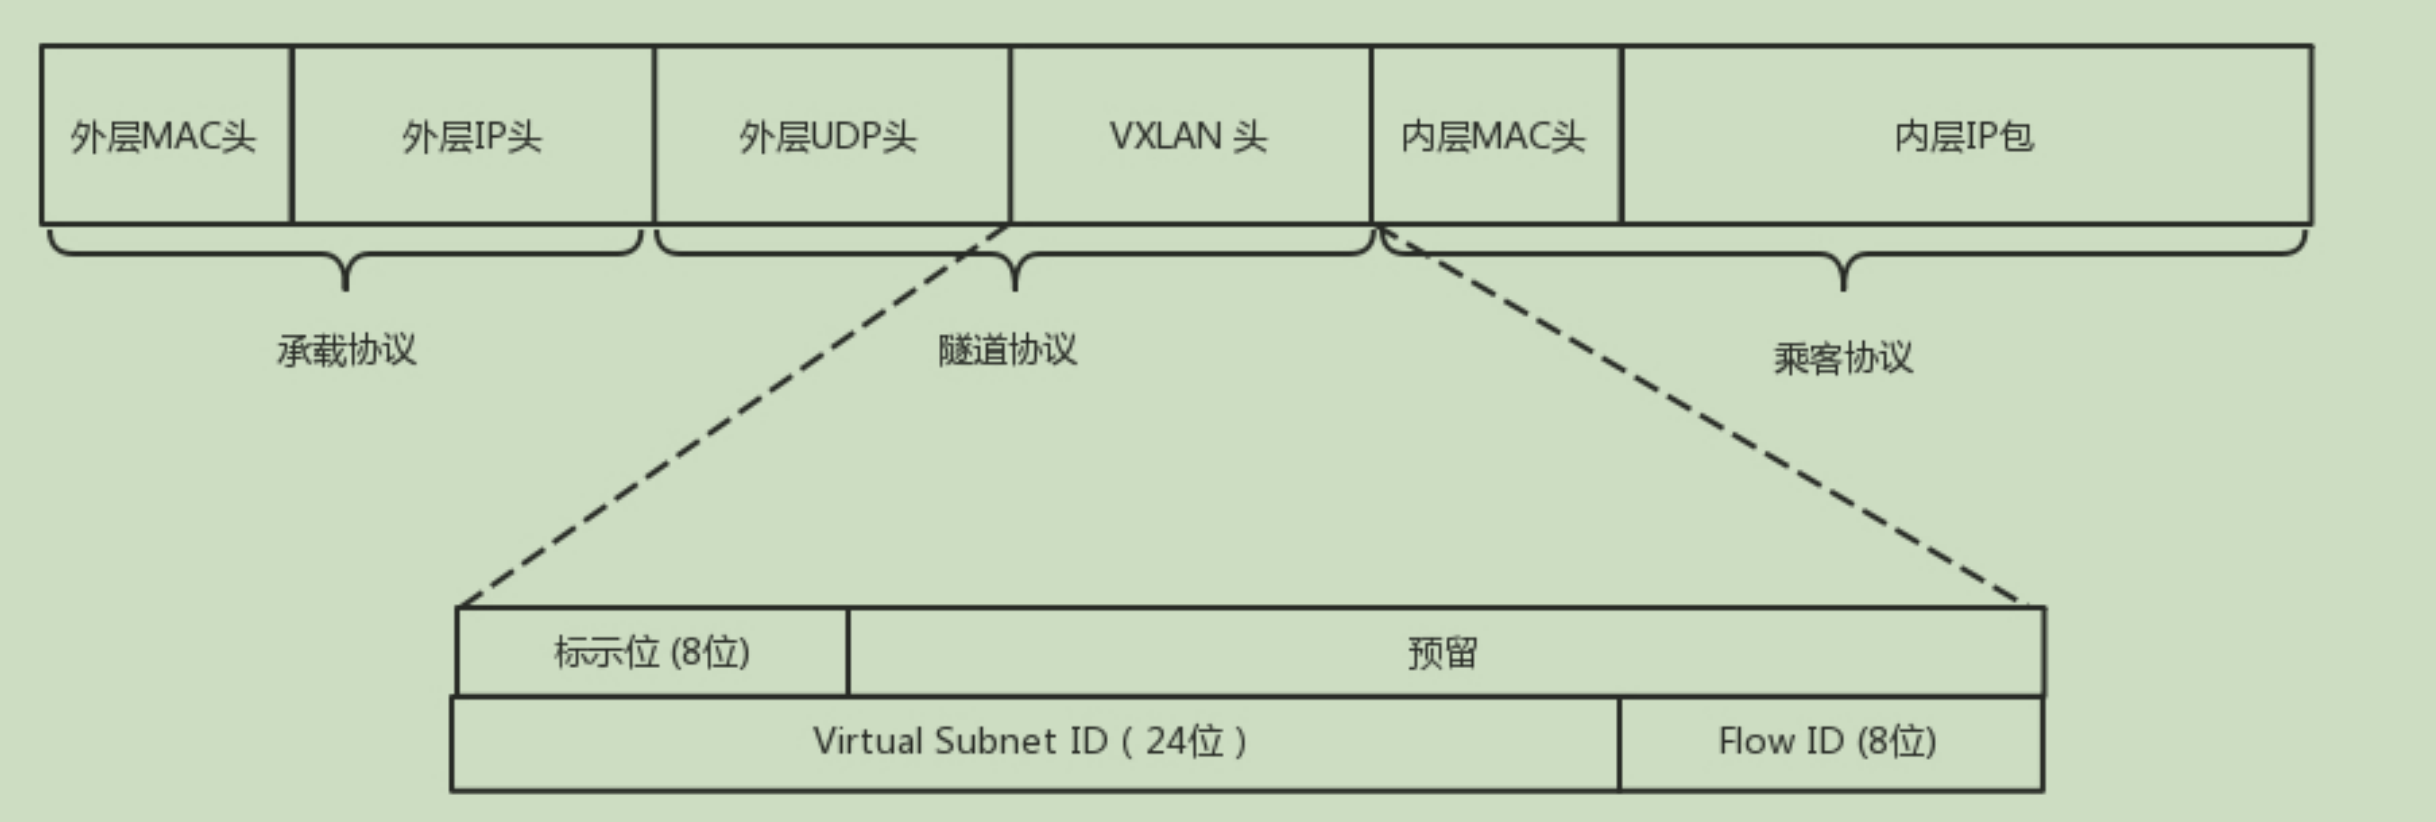 外层MAC头 外层IP头 外层UDP头 VXLAN 头 内层MAC头 内层IP包
承载协议 隧道协议 乘客协议
标示位 (8位) 预留
Virtual Subnet ID ( 24位 ) Flow ID (8位)